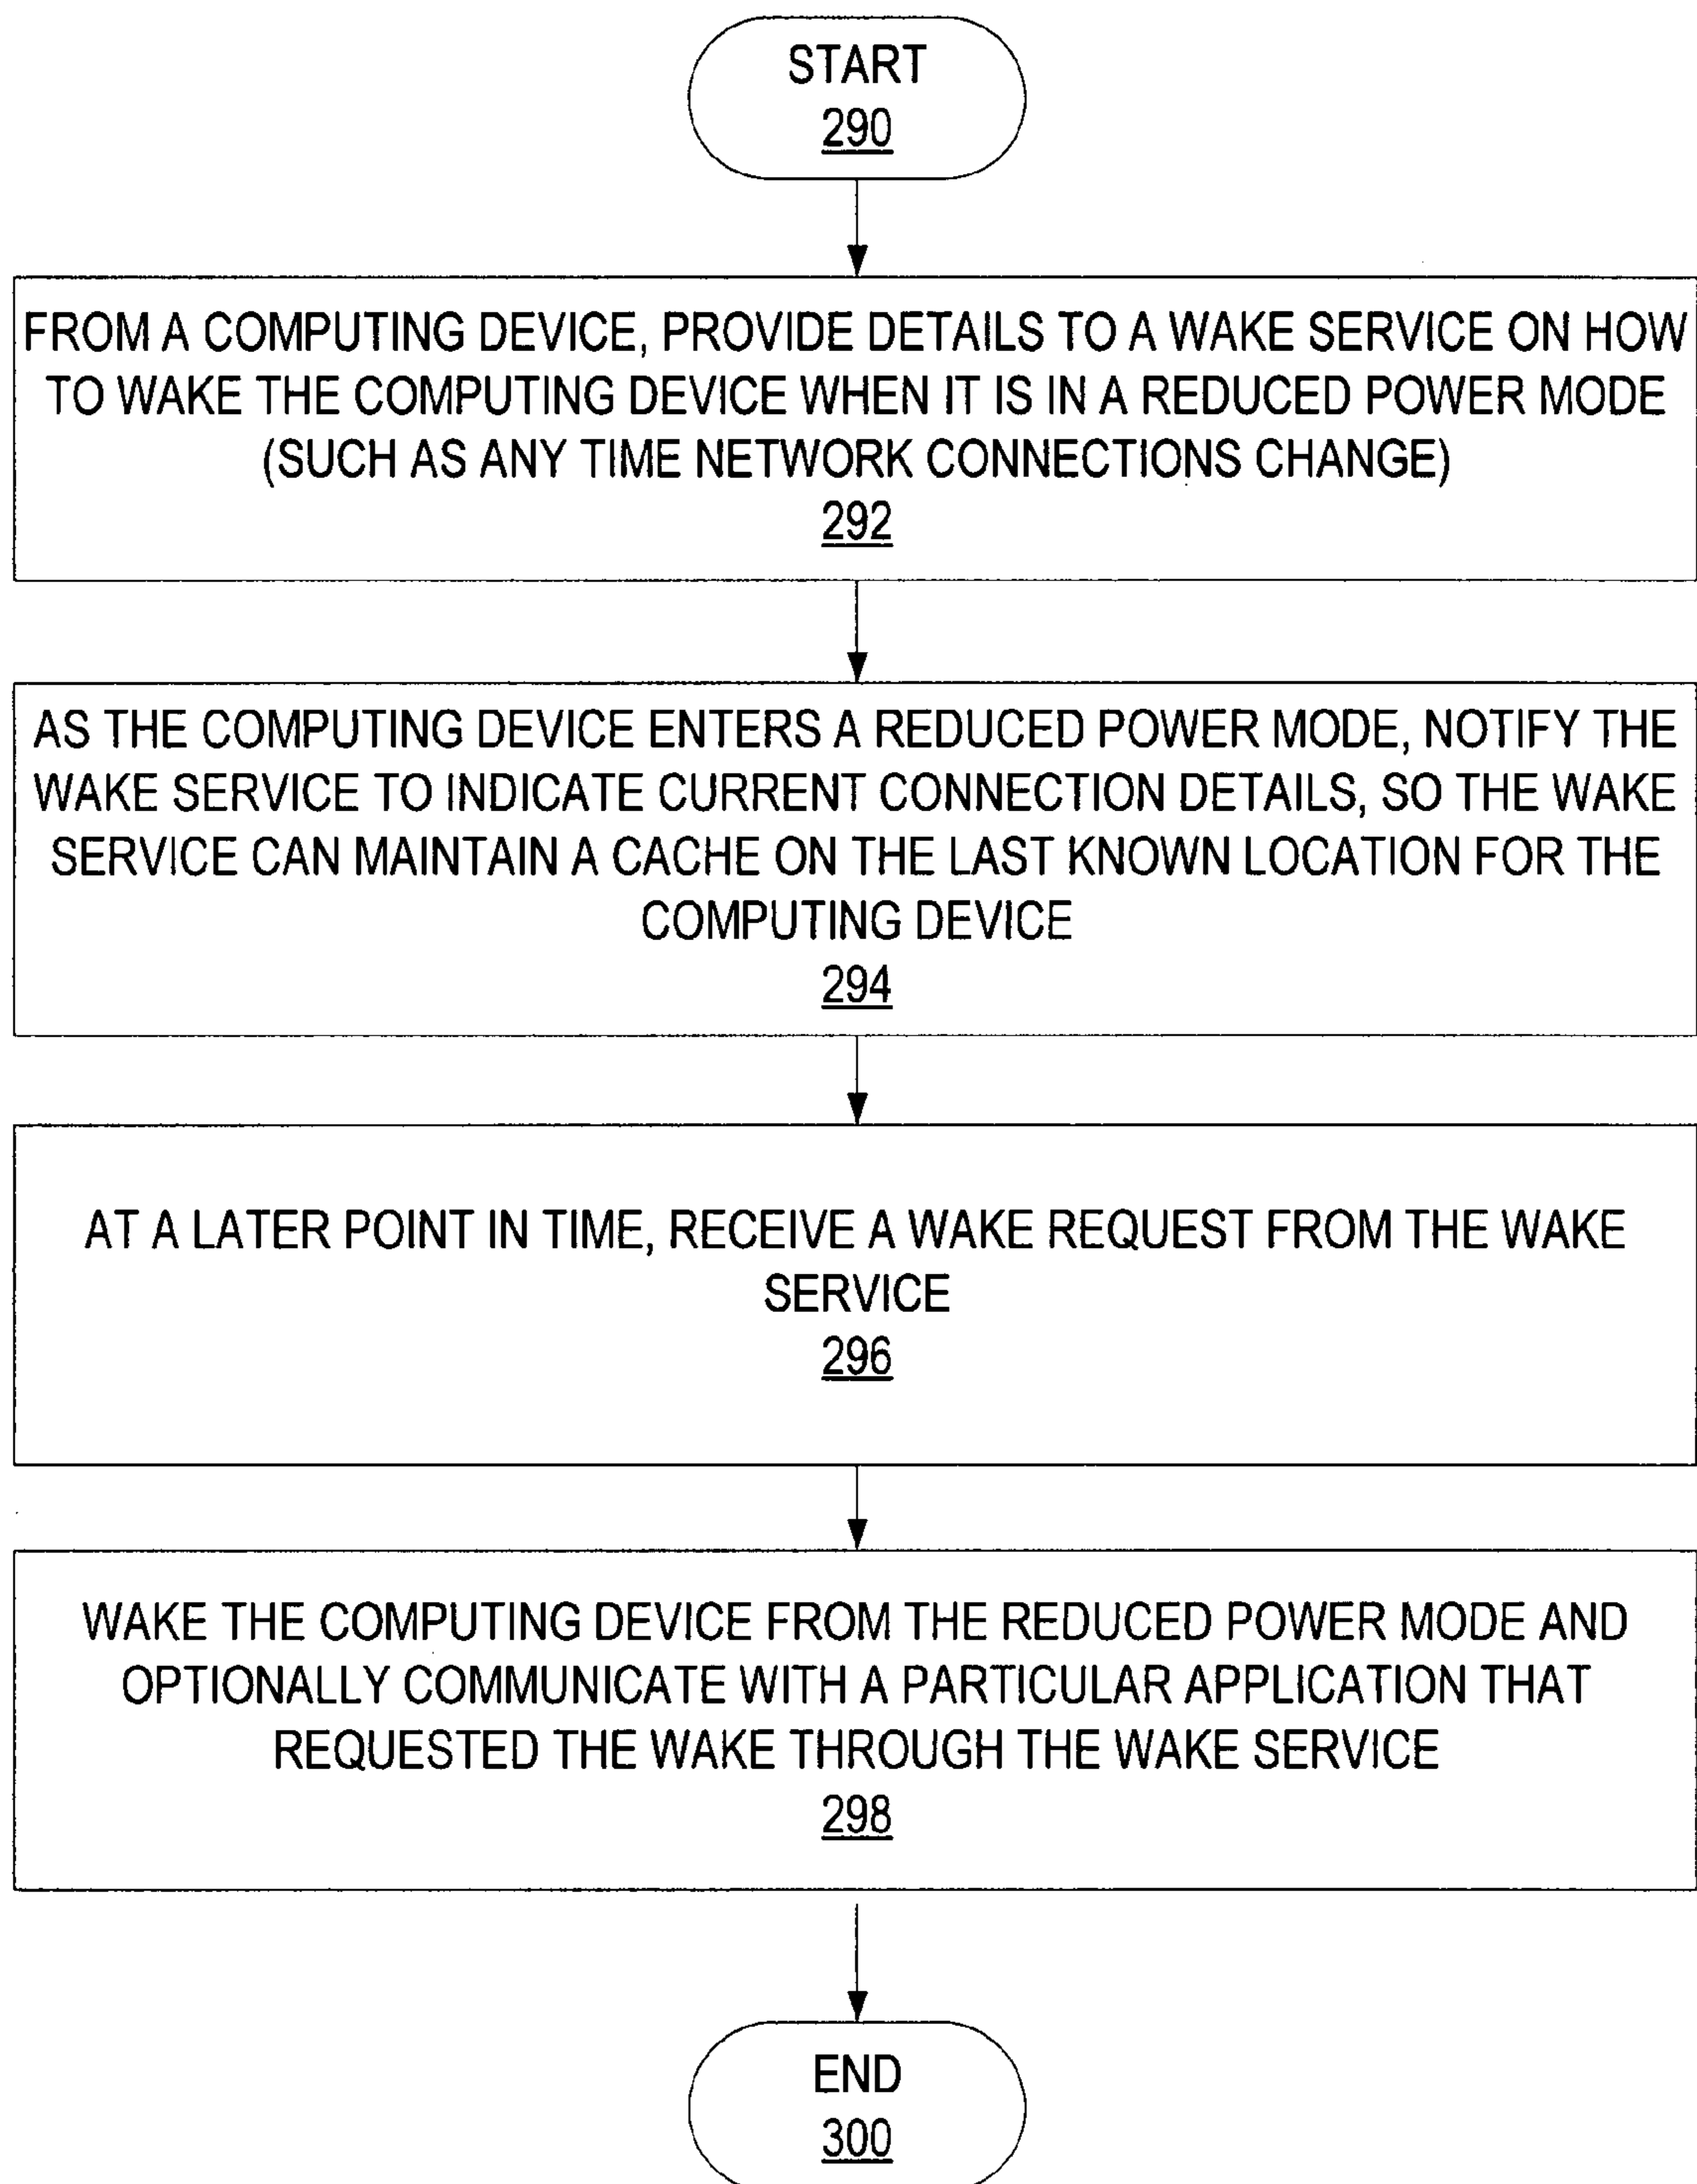 START
290
FROM A COMPUTING DEVICE, PROVIDE DETAILS TO A WAKE SERVICE ON HOW
TO WAKE THE COMPUTING DEVICE WHEN IT IS IN A REDUCED POWER MODE
(SUCH AS ANY TIME NETWORK CONNECTIONS CHANGE)
292
AS THE COMPUTING DEVICE ENTERS A REDUCED POWER MODE, NOTIFY THE
WAKE SERVICE TO INDICATE CURRENT CONNECTION DETAILS, SO THE WAKE
SERVICE CAN MAINTAIN A CACHE ON THE LAST KNOWN LOCATION FOR THE
COMPUTING DEVICE
294
AT A LATER POINT IN TIME, RECEIVE A WAKE REQUEST FROM THE WAKE
SERVICE
296
WAKE THE COMPUTING DEVICE FROM THE REDUCED POWER MODE AND
OPTIONALLY COMMUNICATE WITH A PARTICULAR APPLICATION THAT
REQUESTED THE WAKE THROUGH THE WAKE SERVICE
298
END
300